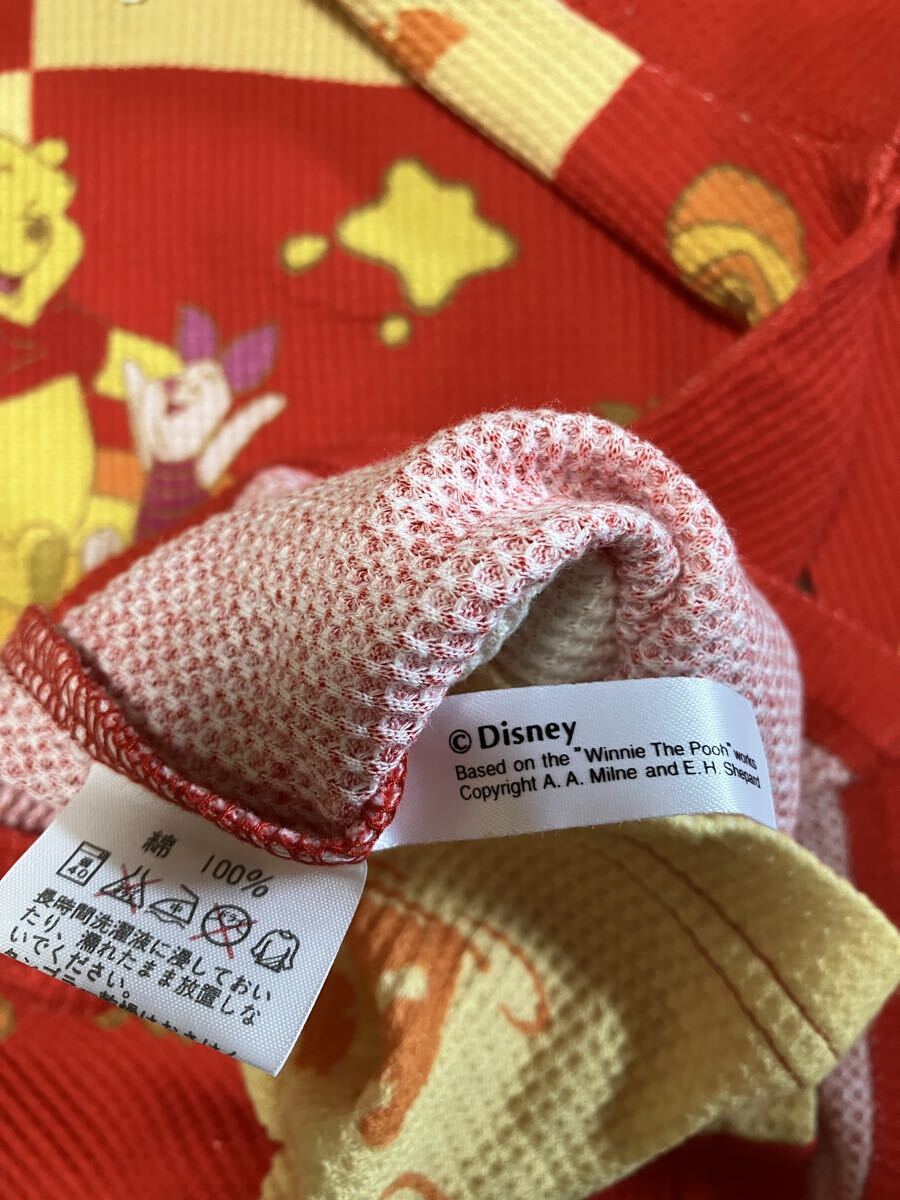 © Disney
Based on the "Winnie The Pooh" works
Copyright A. A. Milne and E. H. Shepard
綿 100%
40
中
長時間洗濯液に浸しておい
たり、濡れたまま放置しな
いでください。